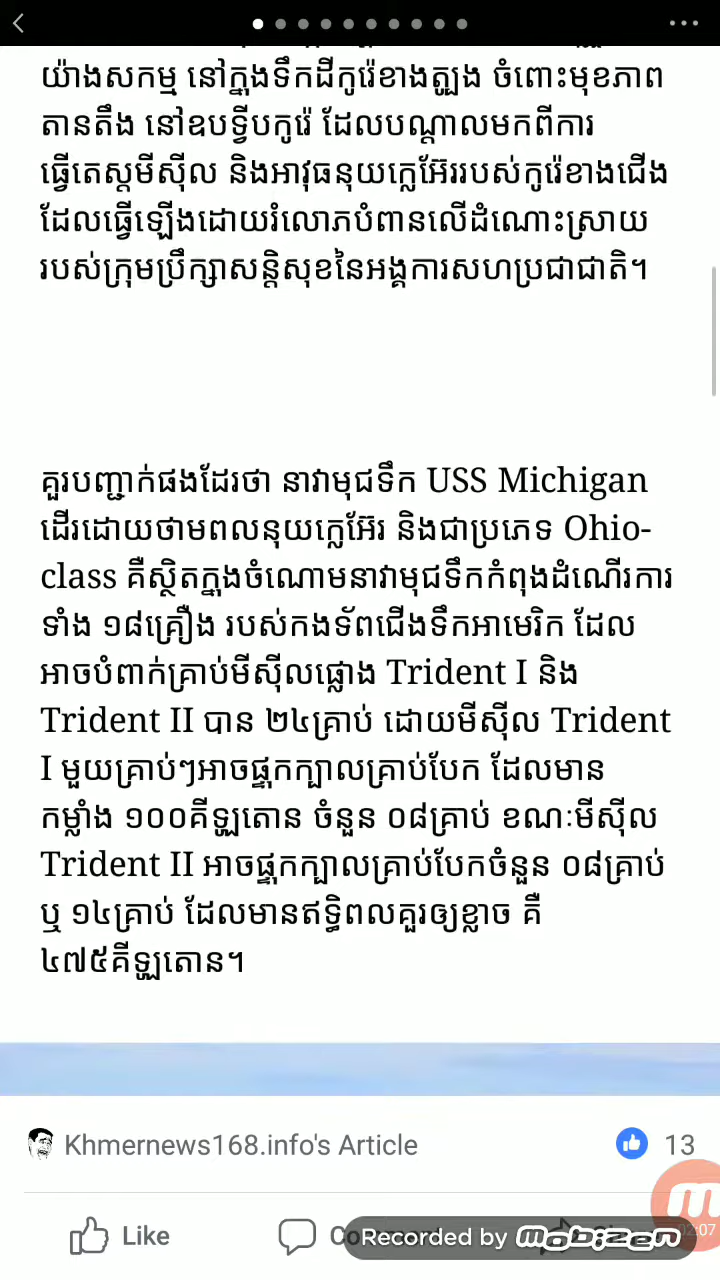 យ៉ាងសកម្ម នៅក្នុងទឹកដីកូរ៉េខាងត្បូង ចំពោះមុខភាព
តានតឹង នៅឧបទ្វីបកូរ៉េ ដែលបណ្តាលមកពីការ
ធ្វើតេស្តមីស៊ីល និងអាវុធនុយក្លេអ៊ែររបស់កូរ៉េខាងជើង
ដែលធ្វើឡើងដោយរំលោភបំពានលើដំណោះស្រាយ
របស់ក្រុមប្រឹក្សាសន្តិសុខនៃអង្គការសហប្រជាជាតិ។
គួរបញ្ជាក់ផងដែរថា នាវាមុជទឹក USS Michigan
ដើរដោយថាមពលនុយក្លេអ៊ែរ និងជាប្រភេទ Ohio-
class គឺស្ថិតក្នុងចំណោមនាវាមុជទឹកកំពុងដំណើរការ
ទាំង ១៨គ្រឿង របស់កងទ័ពជើងទឹកអាមេរិក ដែល
អាចបំពាក់គ្រាប់មីស៊ីលផ្លោង Trident I និង
Trident II បាន ២៤គ្រាប់ ដោយមីស៊ីល Trident
I មួយគ្រាប់ៗអាចផ្ទុកក្បាលគ្រាប់បែក ដែលមាន
កម្លាំង ១០០គីឡូតោន ចំនួន ០៨គ្រាប់ ខណៈមីស៊ីល
Trident II អាចផ្ទុកក្បាលគ្រាប់បែកចំនួន ០៨គ្រាប់
ឬ ១៤គ្រាប់ ដែលមានឥទ្ធិពលគួរឲ្យខ្លាច គឺ
៤៧៥គីឡូតោន។
Khmernews168.info's Article 13
Like
Recorded by mobizen
02:07